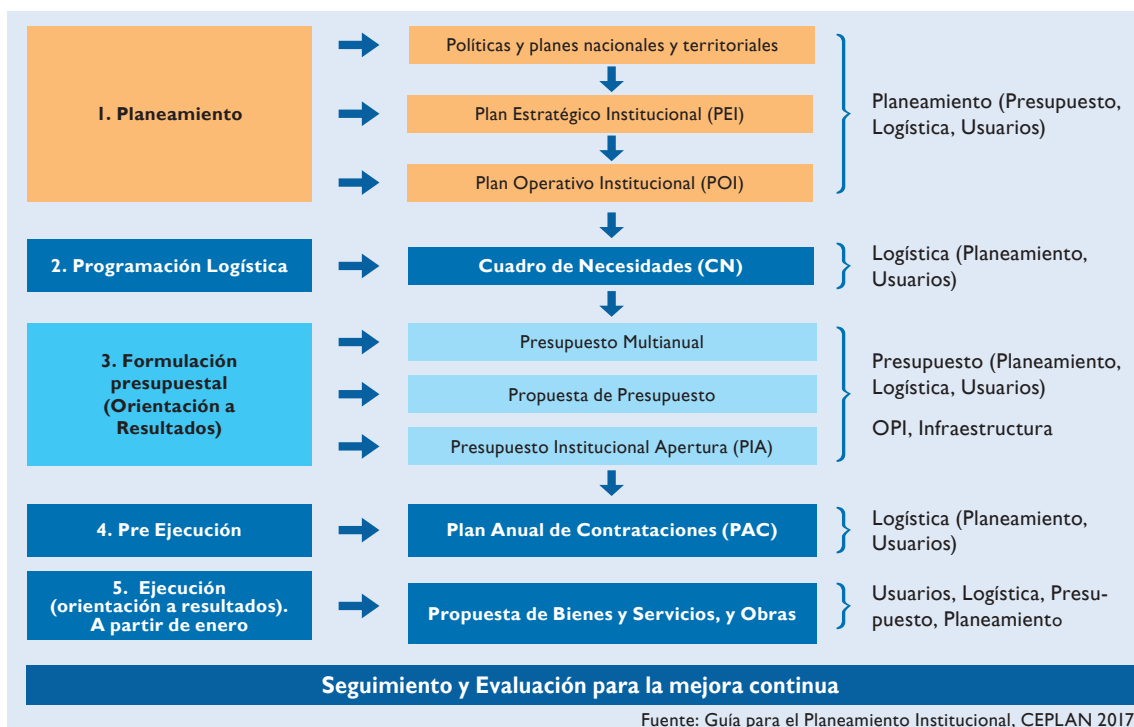 1. Planeamiento
Políticas y planes nacionales y territoriales
Plan Estratégico Institucional (PEI)
Plan Operativo Institucional (POI)
Planeamiento (Presupuesto,
Logística, Usuarios)
2. Programación Logística
Cuadro de Necesidades (CN)
Logística (Planeamiento,
Usuarios)
3. Formulación
presupuestal
(Orientación a
Resultados)
Presupuesto Multianual
Propuesta de Presupuesto
Presupuesto Institucional Apertura (PIA)
Presupuesto (Planeamiento,
Logística, Usuarios)
OPI, Infraestructura
4. Pre Ejecución
Plan Anual de Contrataciones (PAC)
Logística (Planeamiento,
Usuarios)
5. Ejecución
(orientación a resultados).
A partir de enero
Propuesta de Bienes y Servicios, y Obras
Usuarios, Logística, Presu-
puesto, Planeamiento
Seguimiento y Evaluación para la mejora continua
Fuente: Guía para el Planeamiento Institucional, CEPLAN 2017